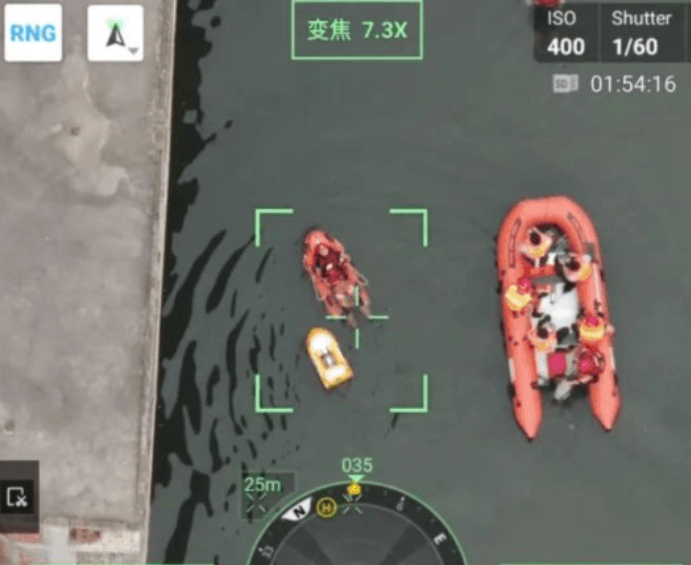 RNG
变焦 7.3X
ISO
400
Shutter
1/60
01:54:16
035
25m
N
H
E